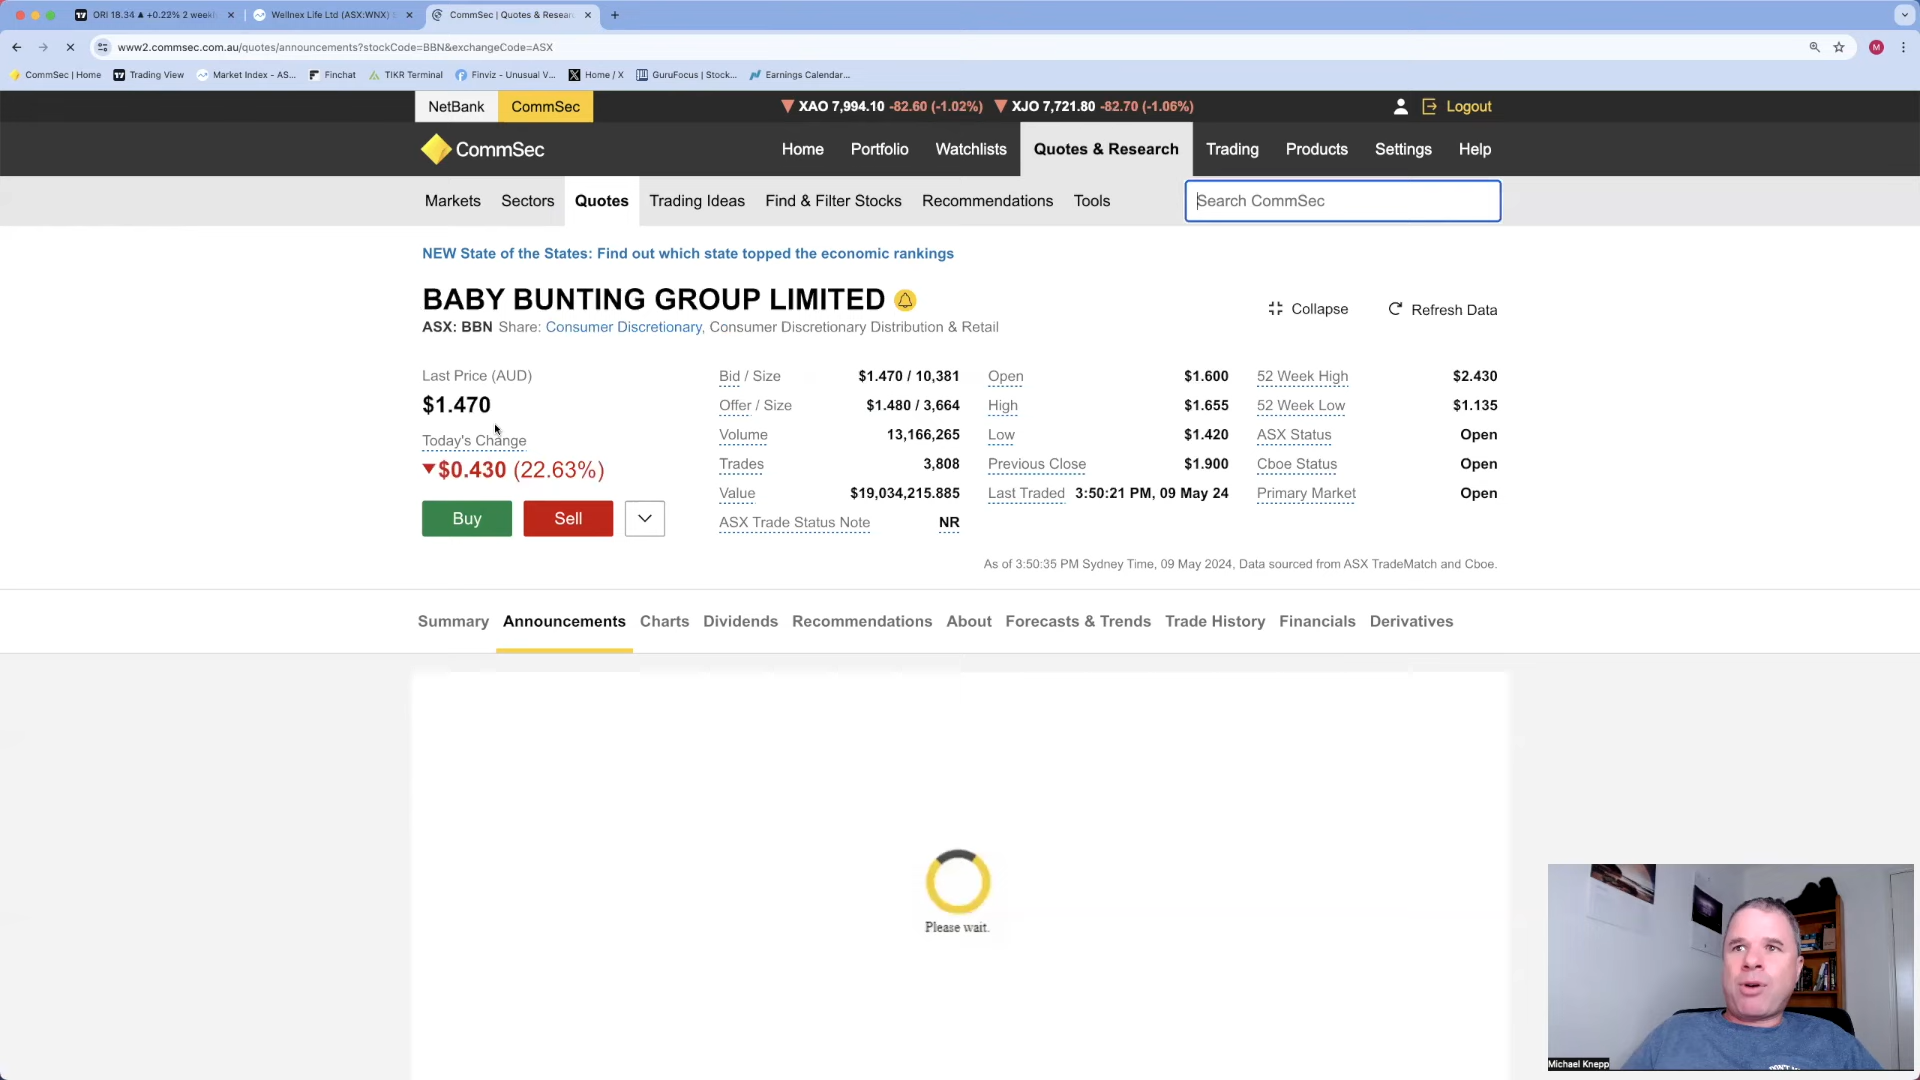 ORI 18.34 ▲ +0.22% 2 weekl
Wellnex Life Ltd (ASX:WNX)
CommSec | Quotes & Resear
www2.commsec.com.au/quotes/announcements?stockCode=BBN&exchangeCode=ASX
M
CommSec | Home
Trading View
Market Index - AS...
Finchat
TIKR Terminal
Finviz - Unusual V...
Home / X
GuruFocus | Stock...
Earnings Calendar...
NetBank
CommSec
XAO 7,994.10 -82.60 (-1.02%)
XJO 7,721.80 -82.70 (-1.06%)
Logout
CommSec
Home
Portfolio
Watchlists
Quotes & Research
Trading
Products
Settings
Help
Markets
Sectors
Quotes
Trading Ideas
Find & Filter Stocks
Recommendations
Tools
Search CommSec
NEW State of the States: Find out which state topped the economic rankings
BABY BUNTING GROUP LIMITED
Collapse
Refresh Data
ASX: BBN Share: Consumer Discretionary, Consumer Discretionary Distribution & Retail
Last Price (AUD)
$1.470
Today's Change
▼$0.430 (22.63%)
Buy
Sell
Bid / Size $1.470 / 10,381
Offer / Size $1.480 / 3,664
Volume 13,166,265
Trades 3,808
Value $19,034,215.885
ASX Trade Status Note NR
Open $1.600
High $1.655
Low $1.420
Previous Close $1.900
Last Traded 3:50:21 PM, 09 May 24
52 Week High $2.430
52 Week Low $1.135
ASX Status Open
Cboe Status Open
Primary Market Open
As of 3:50:35 PM Sydney Time, 09 May 2024, Data sourced from ASX TradeMatch and Cboe.
Summary
Announcements
Charts
Dividends
Recommendations
About
Forecasts & Trends
Trade History
Financials
Derivatives
Please wait.
Michael Knepp